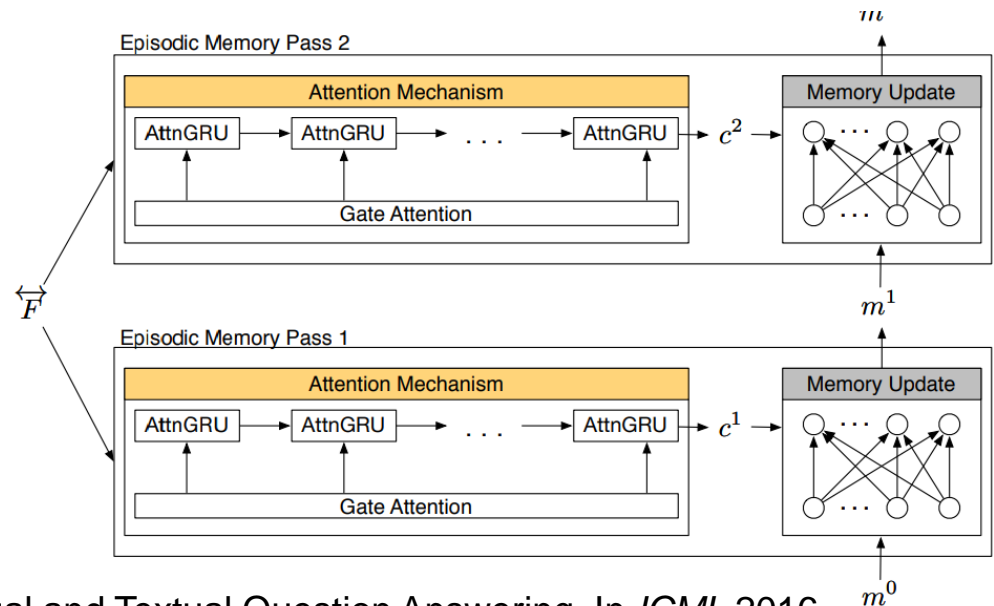 m
Episodic Memory Pass 2
Attention Mechanism
Memory Update
AttnGRU
AttnGRU
. . .
AttnGRU
c²
. . .
Gate Attention
. . .
F
m¹
Episodic Memory Pass 1
Attention Mechanism
Memory Update
AttnGRU
AttnGRU
. . .
AttnGRU
c¹
. . .
Gate Attention
. . .
and Textual Question Answering. In ICML 2016
m⁰